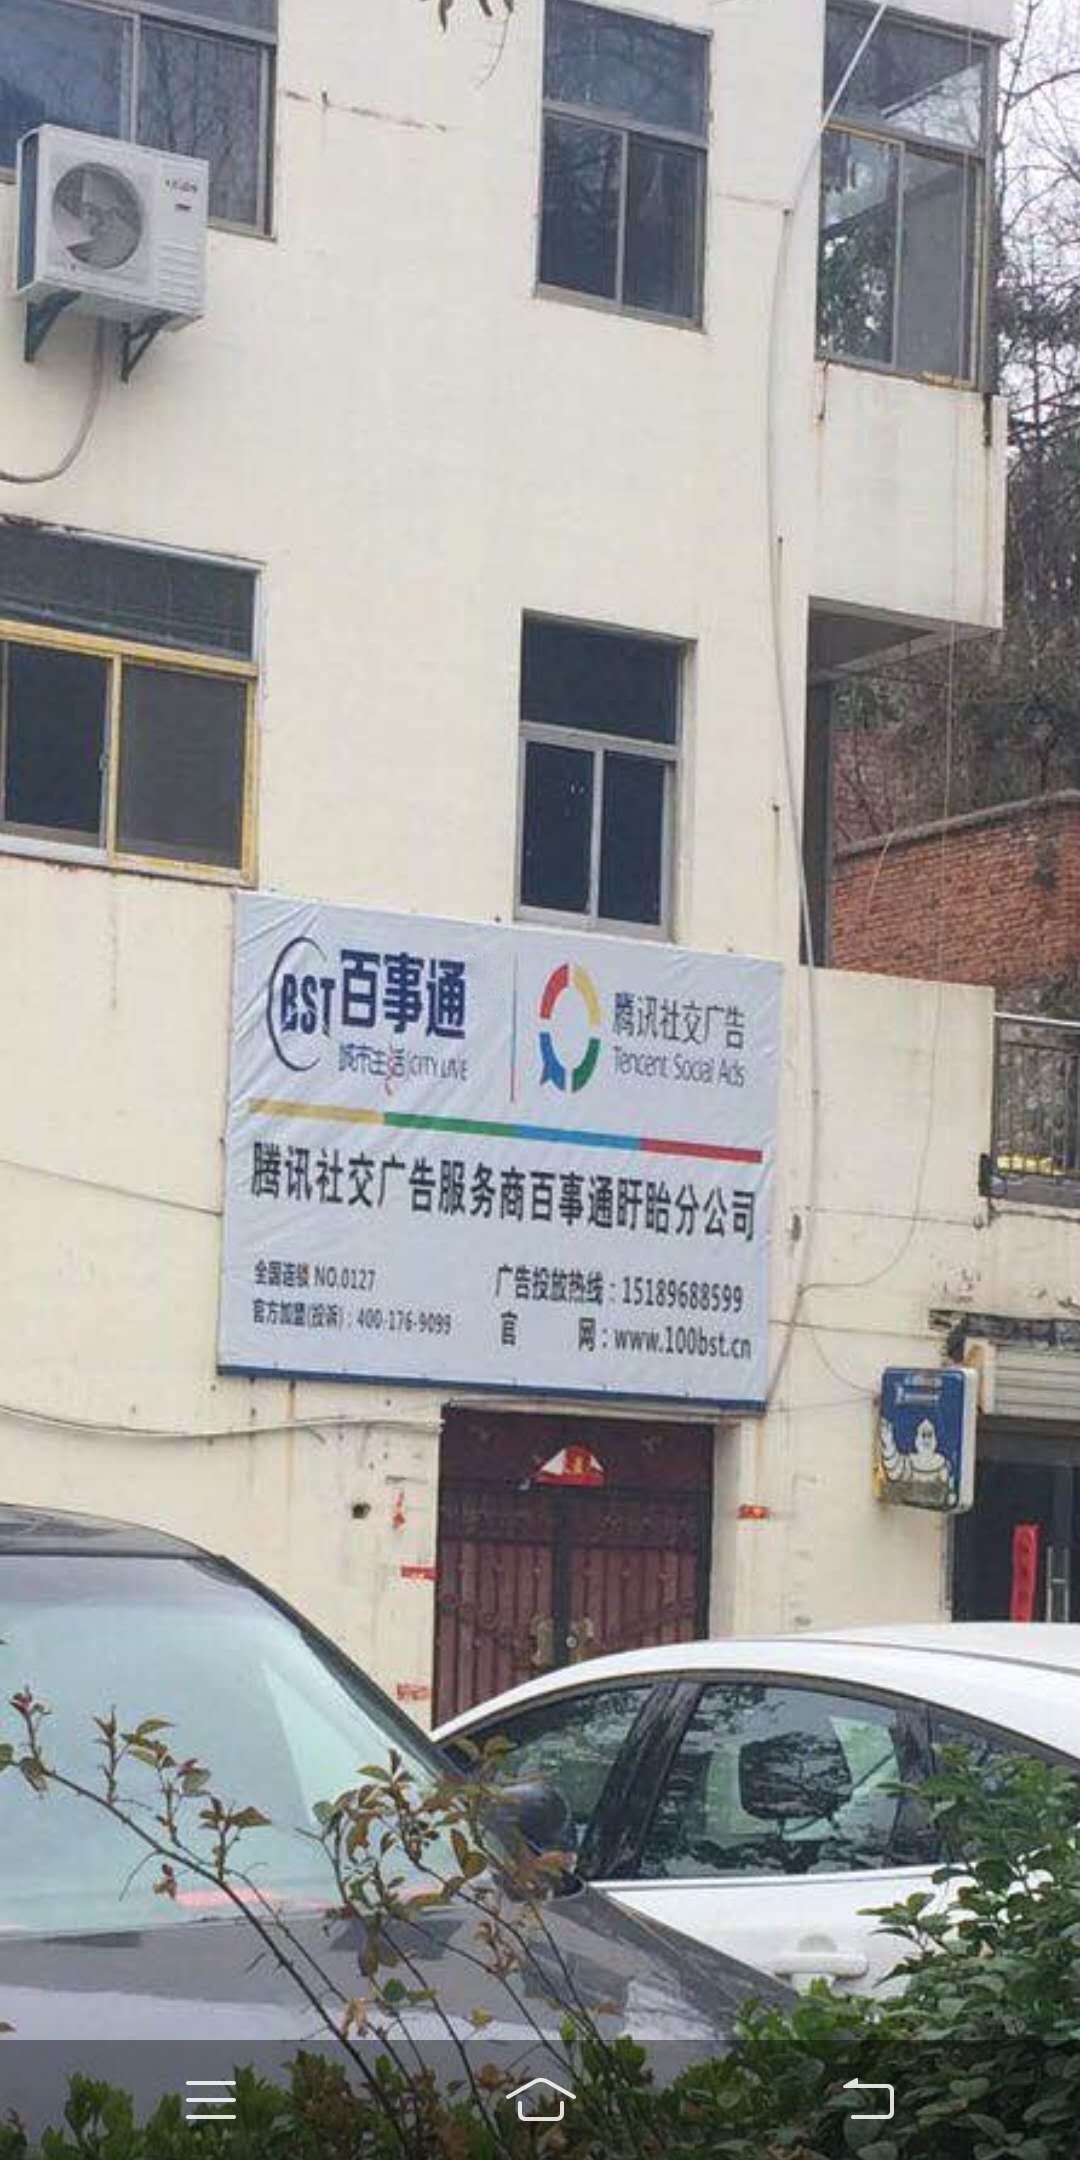 BST 百事通
城市生活 CITY LIVE
腾讯社交广告
Tencent Social Ads
腾讯社交广告服务商百事通盱眙分公司
全国连锁 NO.0127
官方加盟(投诉)：400-176-9099
广告投放热线：15189688599
官 网：www.100bst.cn